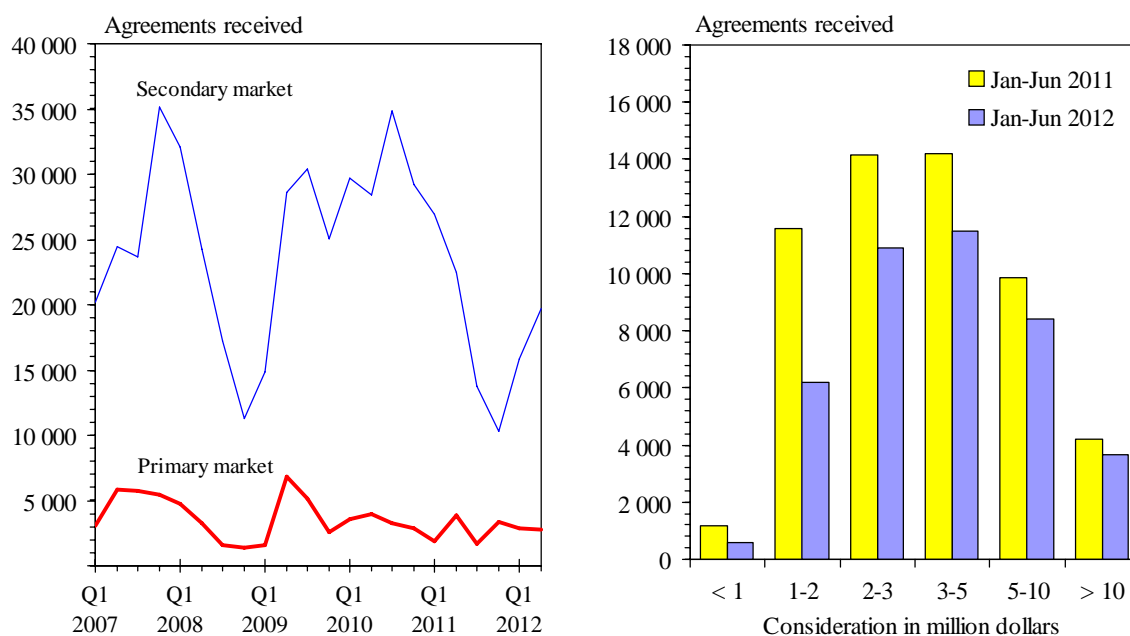 Agreements received
40 000
35 000
30 000
25 000
20 000
15 000
10 000
5 000
Secondary market
Primary market
Q1 Q1 Q1 Q1 Q1 Q1
2007 2008 2009 2010 2011 2012
Agreements received
18 000
16 000
14 000
12 000
10 000
8 000
6 000
4 000
2 000
0
Jan-Jun 2011
Jan-Jun 2012
< 1 1-2 2-3 3-5 5-10 > 10
Consideration in million dollars